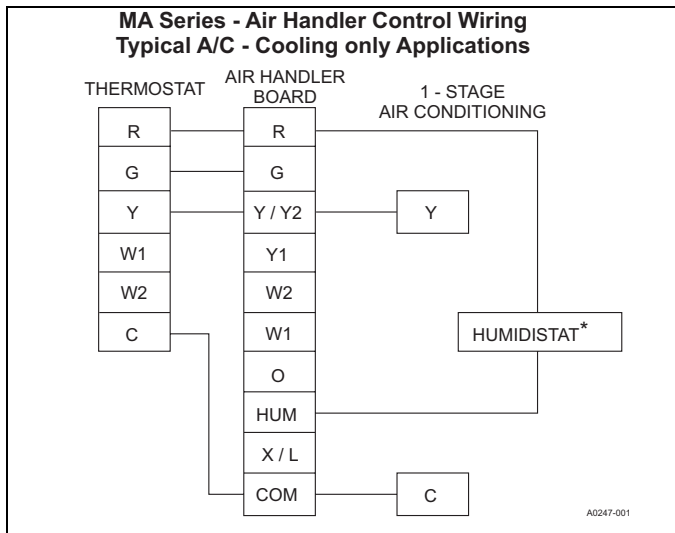 MA Series - Air Handler Control Wiring
Typical A/C - Cooling only Applications
THERMOSTAT
AIR HANDLER
BOARD
1 - STAGE
AIR CONDITIONING
R
G
Y
W1
W2
C
R
G
Y / Y2
Y1
W2
W1
O
HUM
X / L
COM
Y
HUMIDISTAT*
C
A0247-001